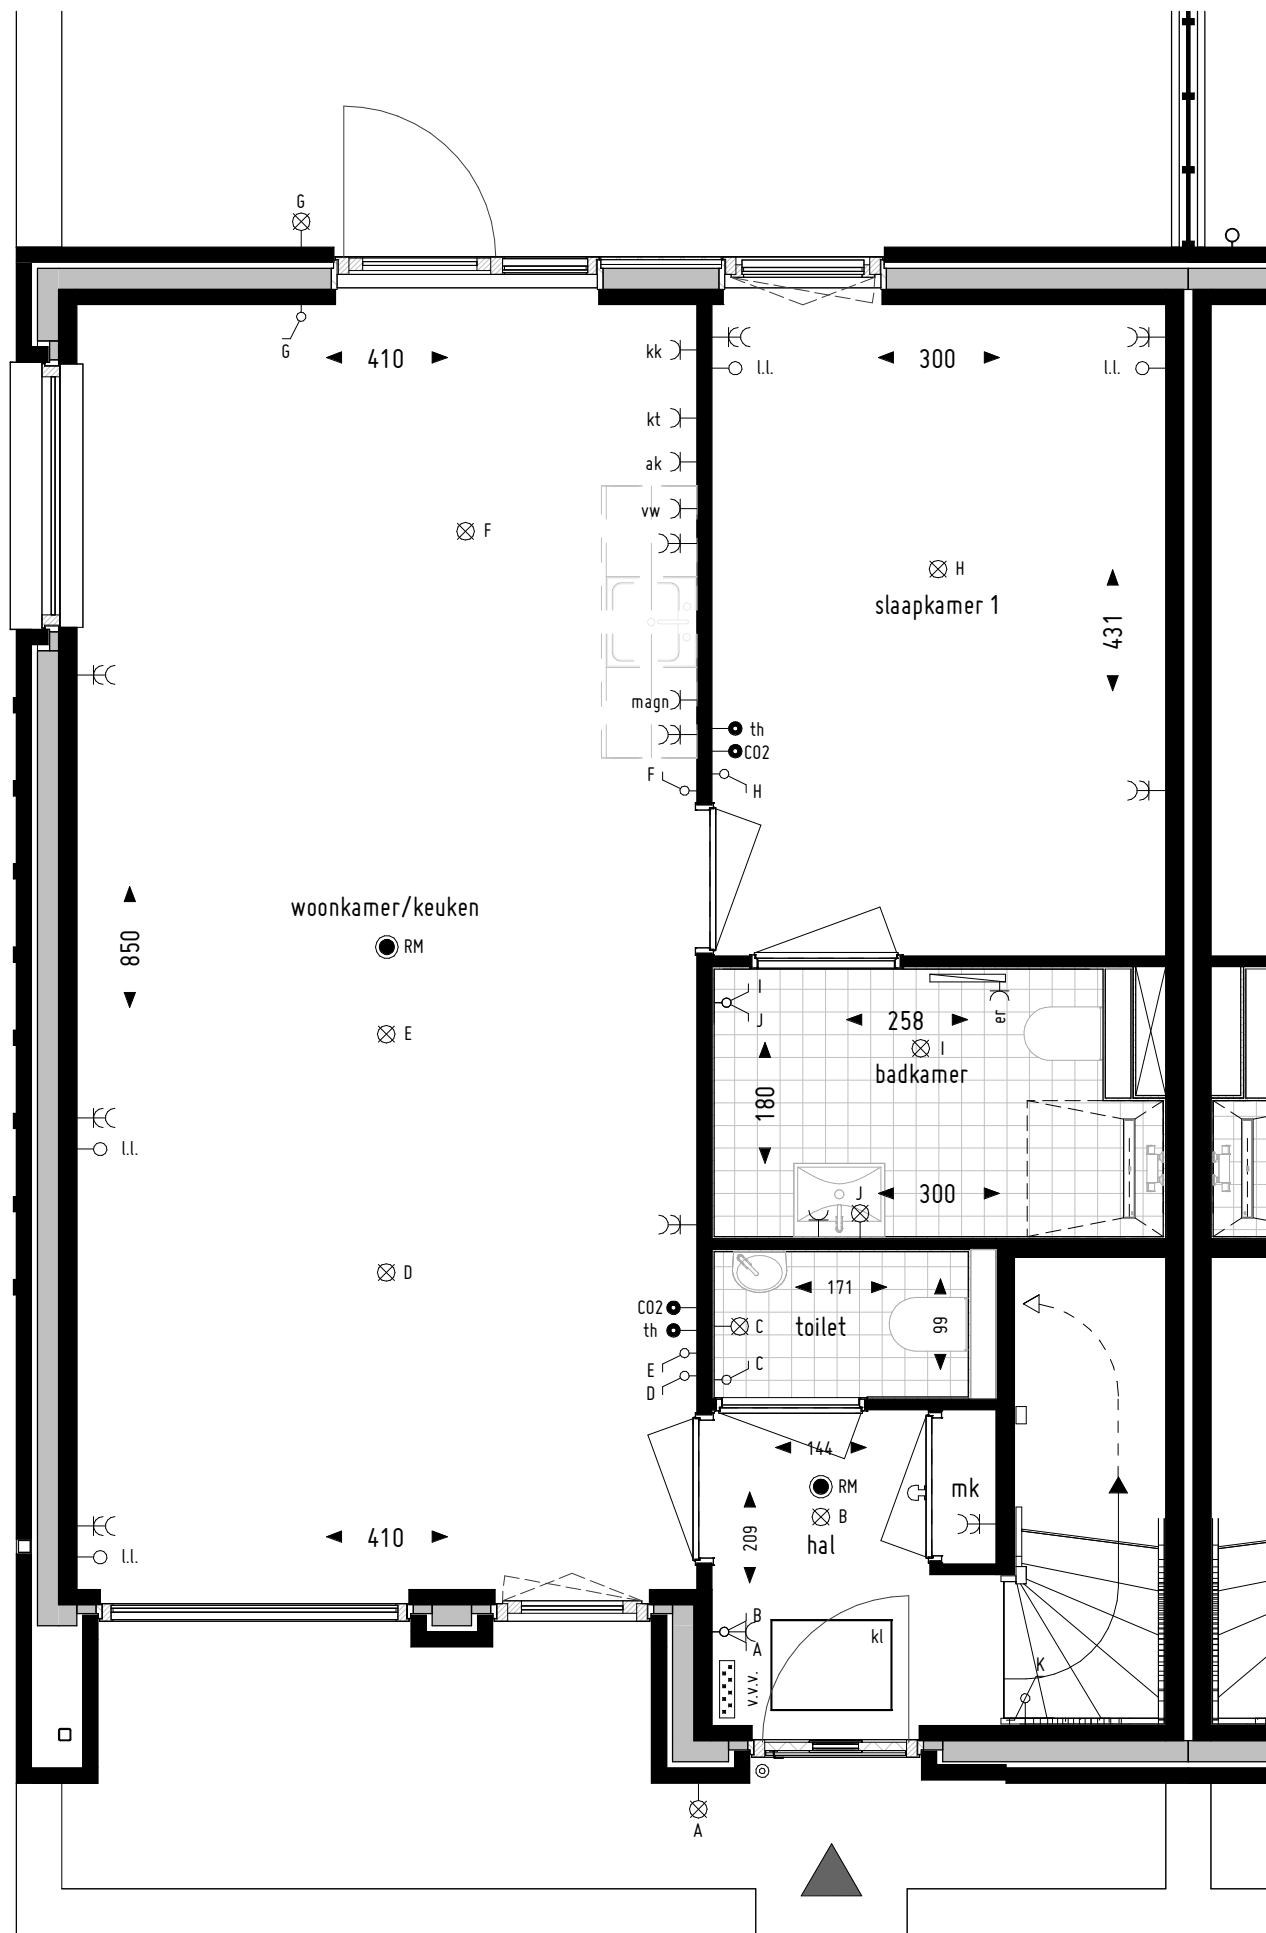 G
G
410
kk
l.l.
300
l.l.
kt
ak
vw
F
H
slaapkamer 1
431
magn
th
CO2
F
H
woonkamer/keuken
850
RM
I
J
er
258
E
I
badkamer
180
l.l.
J
300
D
171
CO2
C
toilet
99
th
E
C
D
144
RM
mk
B
209
hal
410
l.l.
B
A
kl
K
v.v.v.
A